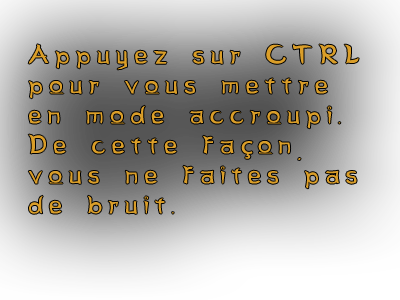 Appuyez sur CTRL
pour vous mettre
en mode accroupi.
De cette façon,
vous ne faites pas
de bruit.